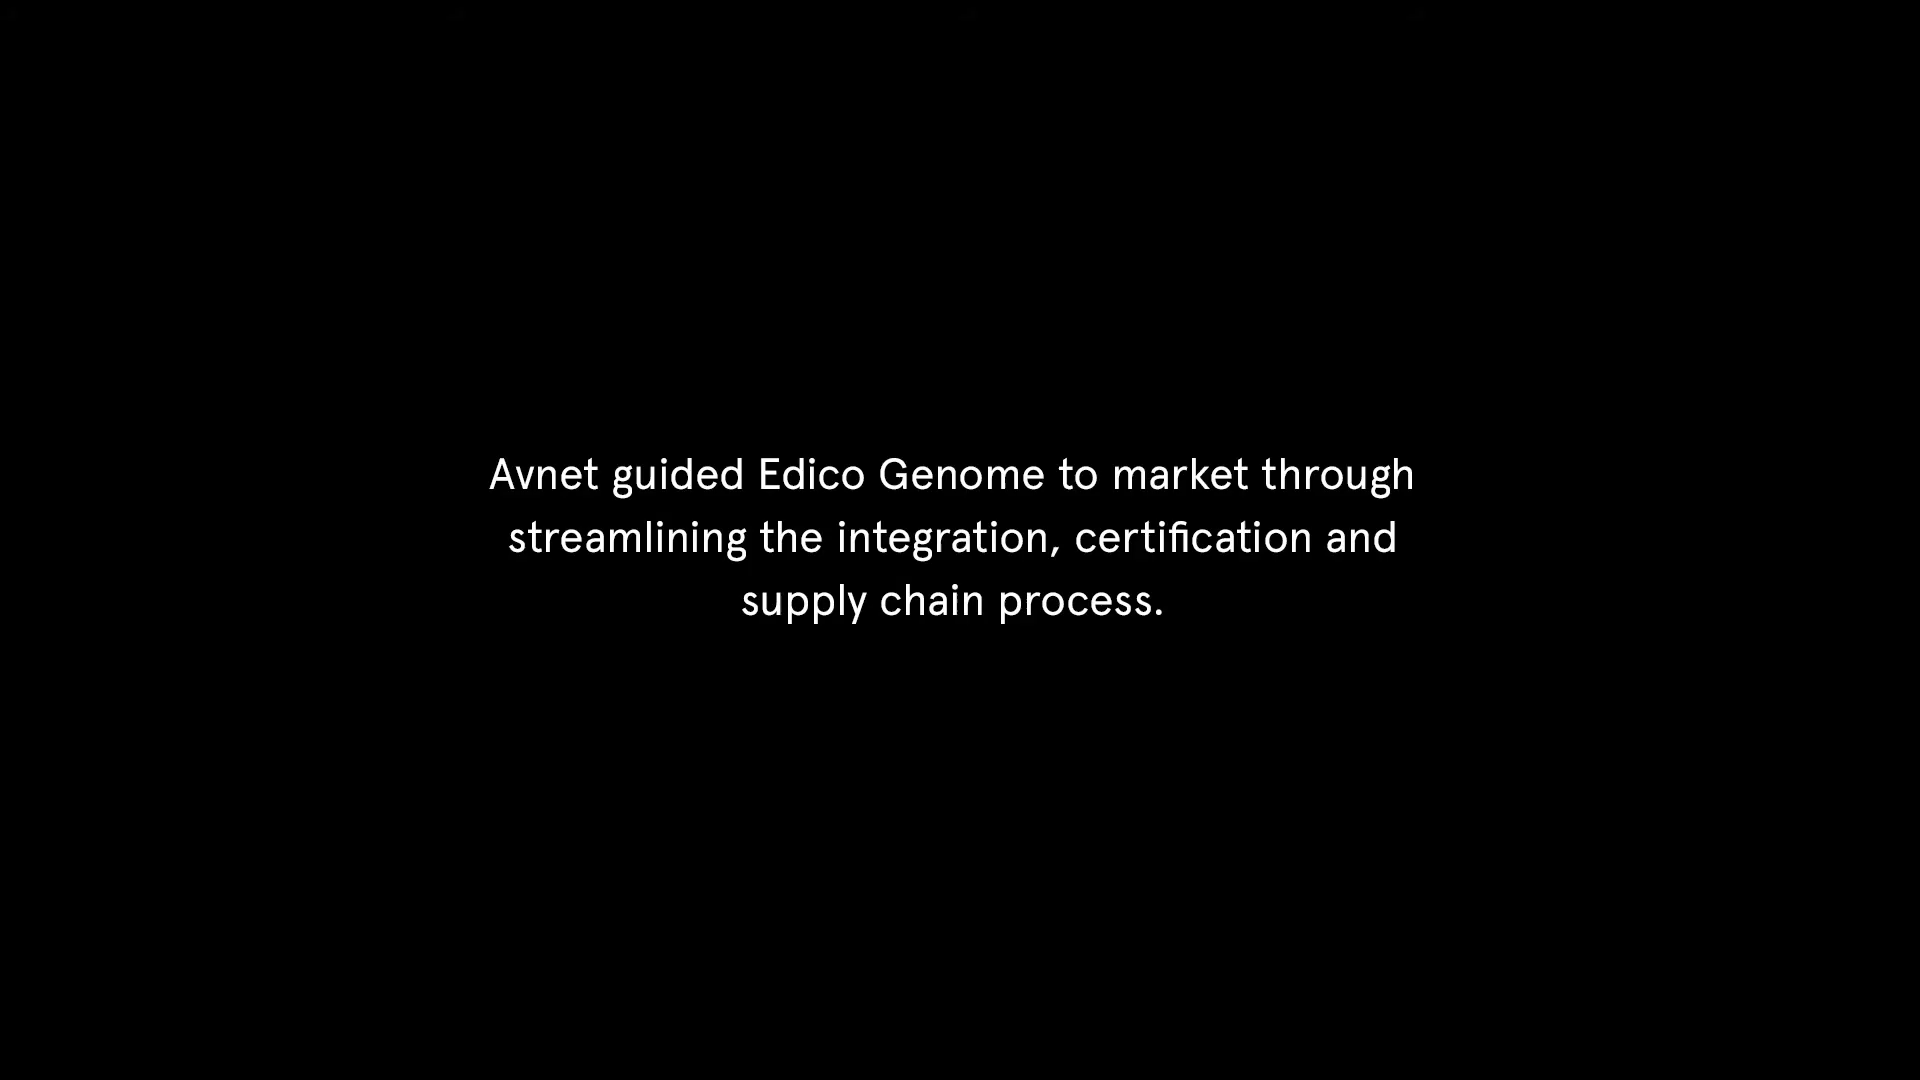 Avnet guided Edico Genome to market through
streamlining the integration, certification and
supply chain process.